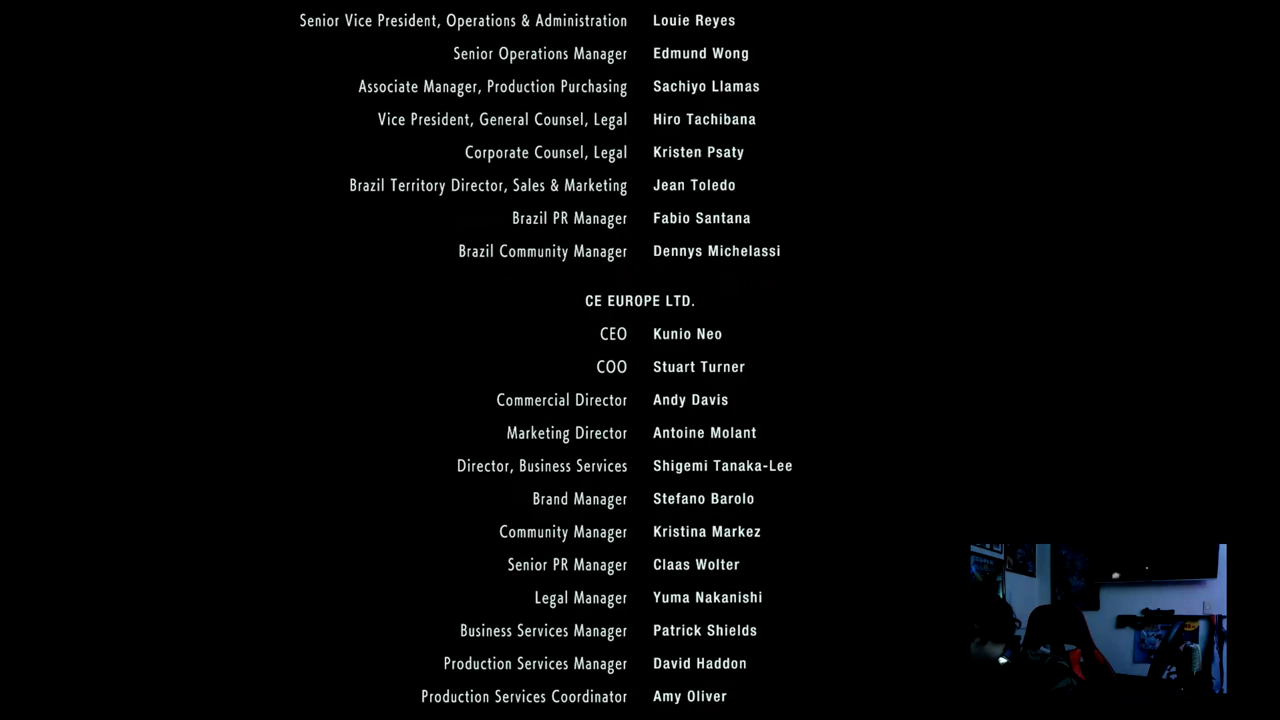 Senior Vice President, Operations & Administration Louie Reyes
Senior Operations Manager Edmund Wong
Associate Manager, Production Purchasing Sachiyo Llamas
Vice President, General Counsel, Legal Hiro Tachibana
Corporate Counsel, Legal Kristen Psaty
Brazil Territory Director, Sales & Marketing Jean Toledo
Brazil PR Manager Fabio Santana
Brazil Community Manager Dennys Michelassi
CE EUROPE LTD.
CEO Kunio Neo
COO Stuart Turner
Commercial Director Andy Davis
Marketing Director Antoine Molant
Director, Business Services Shigemi Tanaka-Lee
Brand Manager Stefano Barolo
Community Manager Kristina Markez
Senior PR Manager Claas Wolter
Legal Manager Yuma Nakanishi
Business Services Manager Patrick Shields
Production Services Manager David Haddon
Production Services Coordinator Amy Oliver